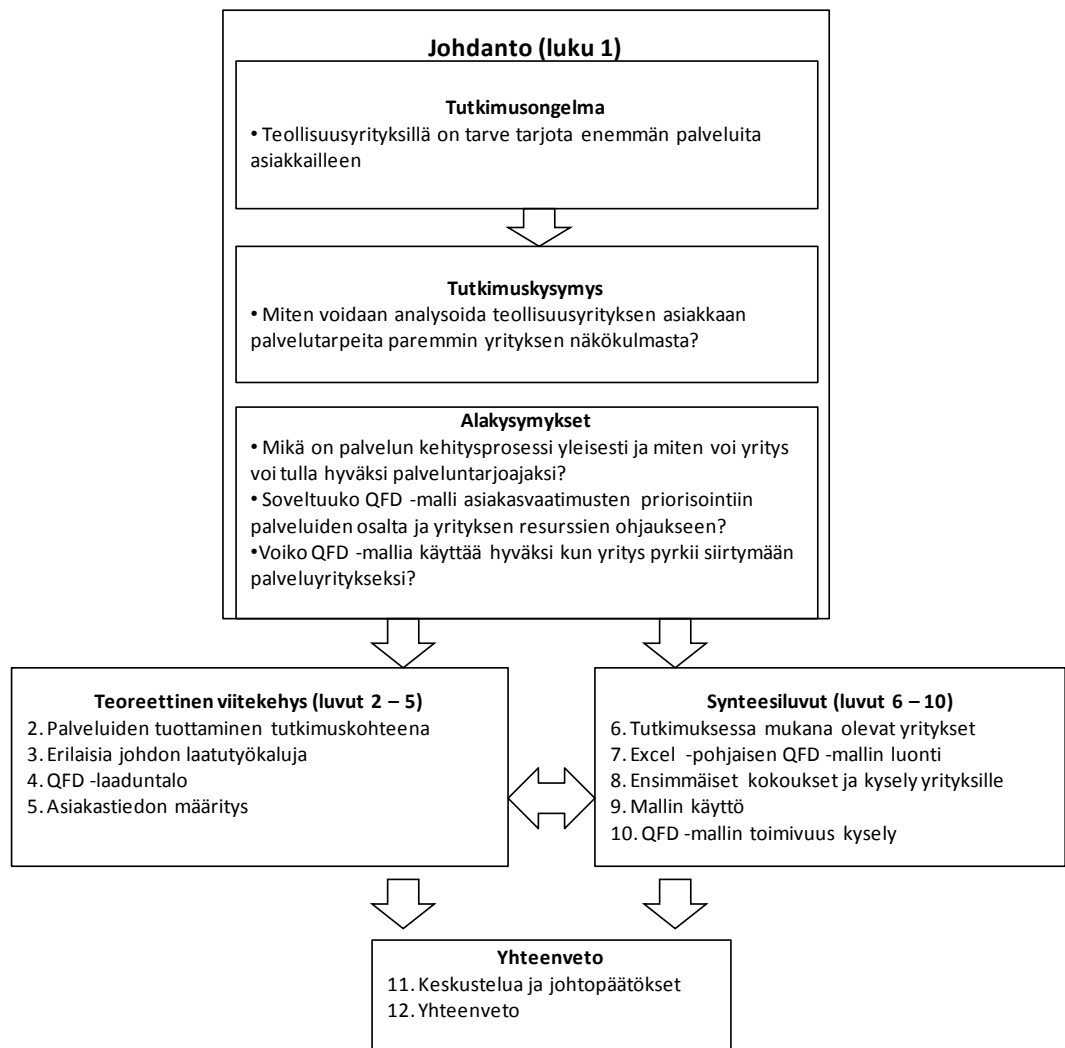 Johdanto (luku 1)
Tutkimusongelma
• Teollisuusyrityksillä on tarve tarjota enemmän palveluita
asiakkailleen
Tutkimuskysymys
• Miten voidaan analysoida teollisuusyrityksen asiakkaan
palvelutarpeita paremmin yrityksen näkökulmasta?
Alakysymykset
• Mikä on palvelun kehitysprosessi yleisesti ja miten voi yritys
voi tulla hyväksi palveluntarjoajaksi?
• Soveltuuko QFD -malli asiakasvaatimusten priorisointiin
palveluiden osalta ja yrityksen resurssien ohjaukseen?
•Voiko QFD -mallia käyttää hyväksi kun yritys pyrkii siirtymään
palveluyritykseksi?
Teoreettinen viitekehys (luvut 2 – 5)
2. Palveluiden tuottaminen tutkimuskohteena
3. Erilaisia johdon laatutyökaluja
4. QFD -laaduntalo
5. Asiakastiedon määritys
Synteesiluvut (luvut 6 – 10)
6. Tutkimuksessa mukana olevat yritykset
7. Excel -pohjaisen QFD -mallin luonti
8. Ensimmäiset kokoukset ja kysely yrityksille
9. Mallin käyttö
10. QFD -mallin toimivuus kysely
Yhteenveto
11. Keskustelua ja johtopäätökset
12. Yhteenveto